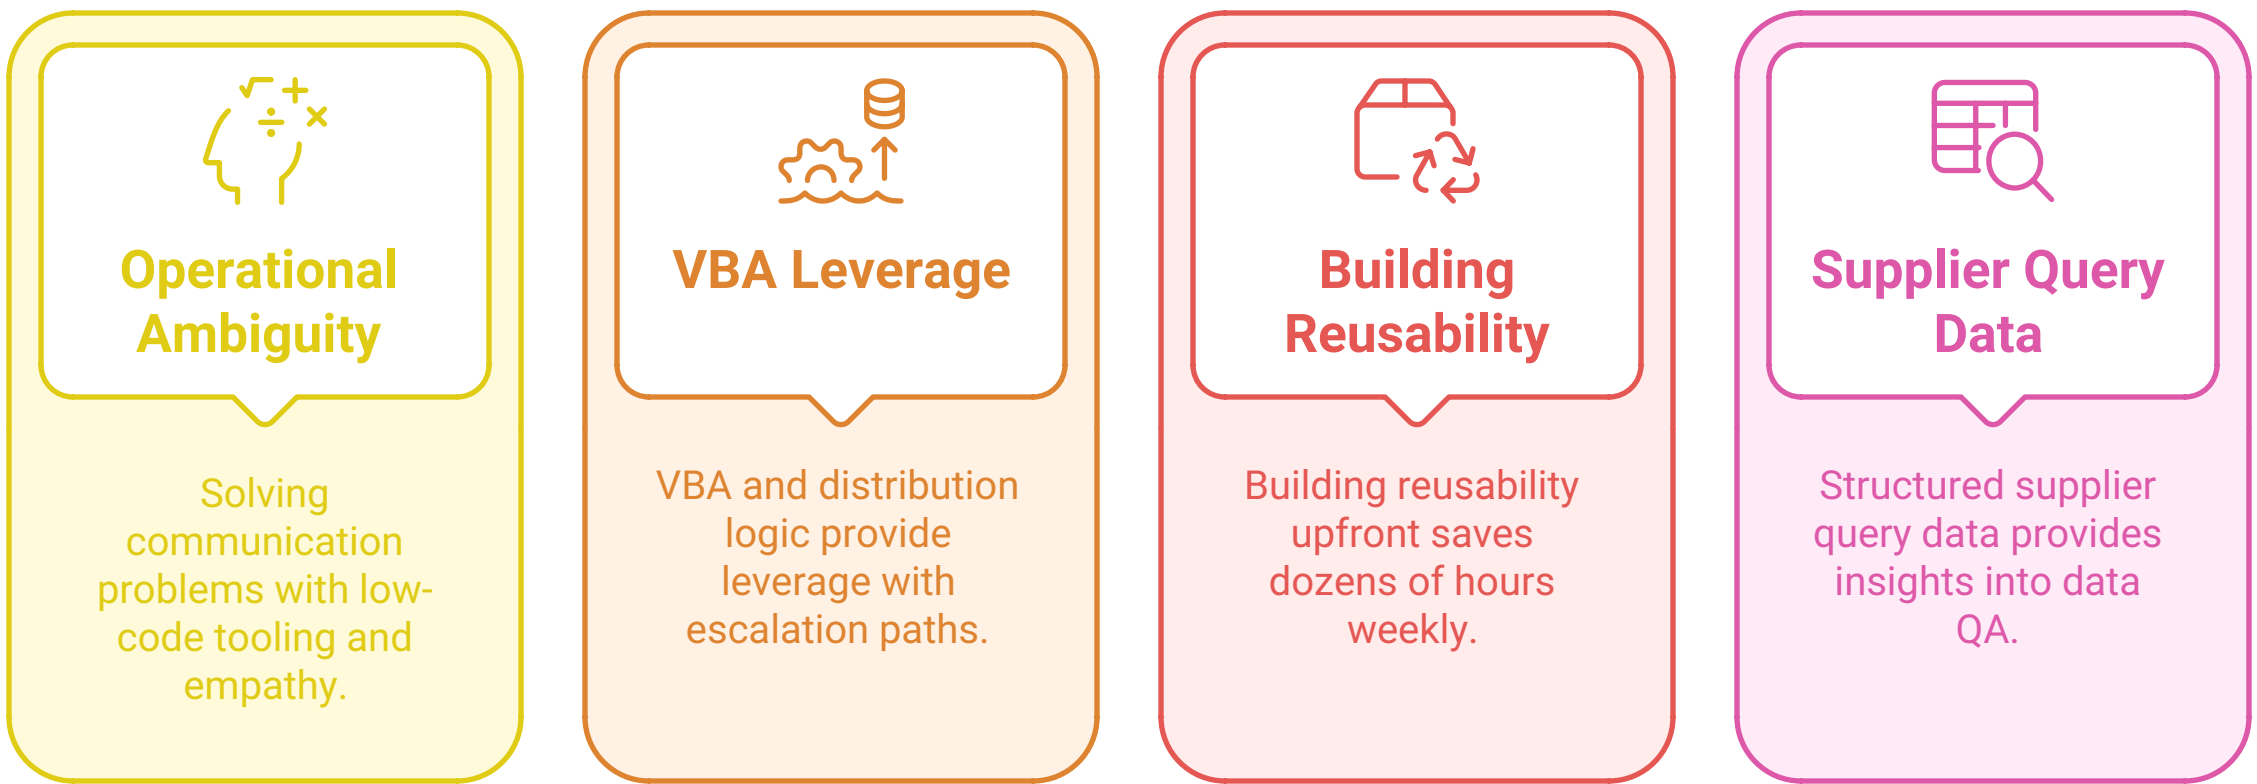 Operational
Ambiguity
Solving
communication
problems with low-
code tooling and
empathy.
VBA Leverage
VBA and distribution
logic provide
leverage with
escalation paths.
Building
Reusability
Building reusability
upfront saves
dozens of hours
weekly.
Supplier Query
Data
Structured supplier
query data provides
insights into data
QA.